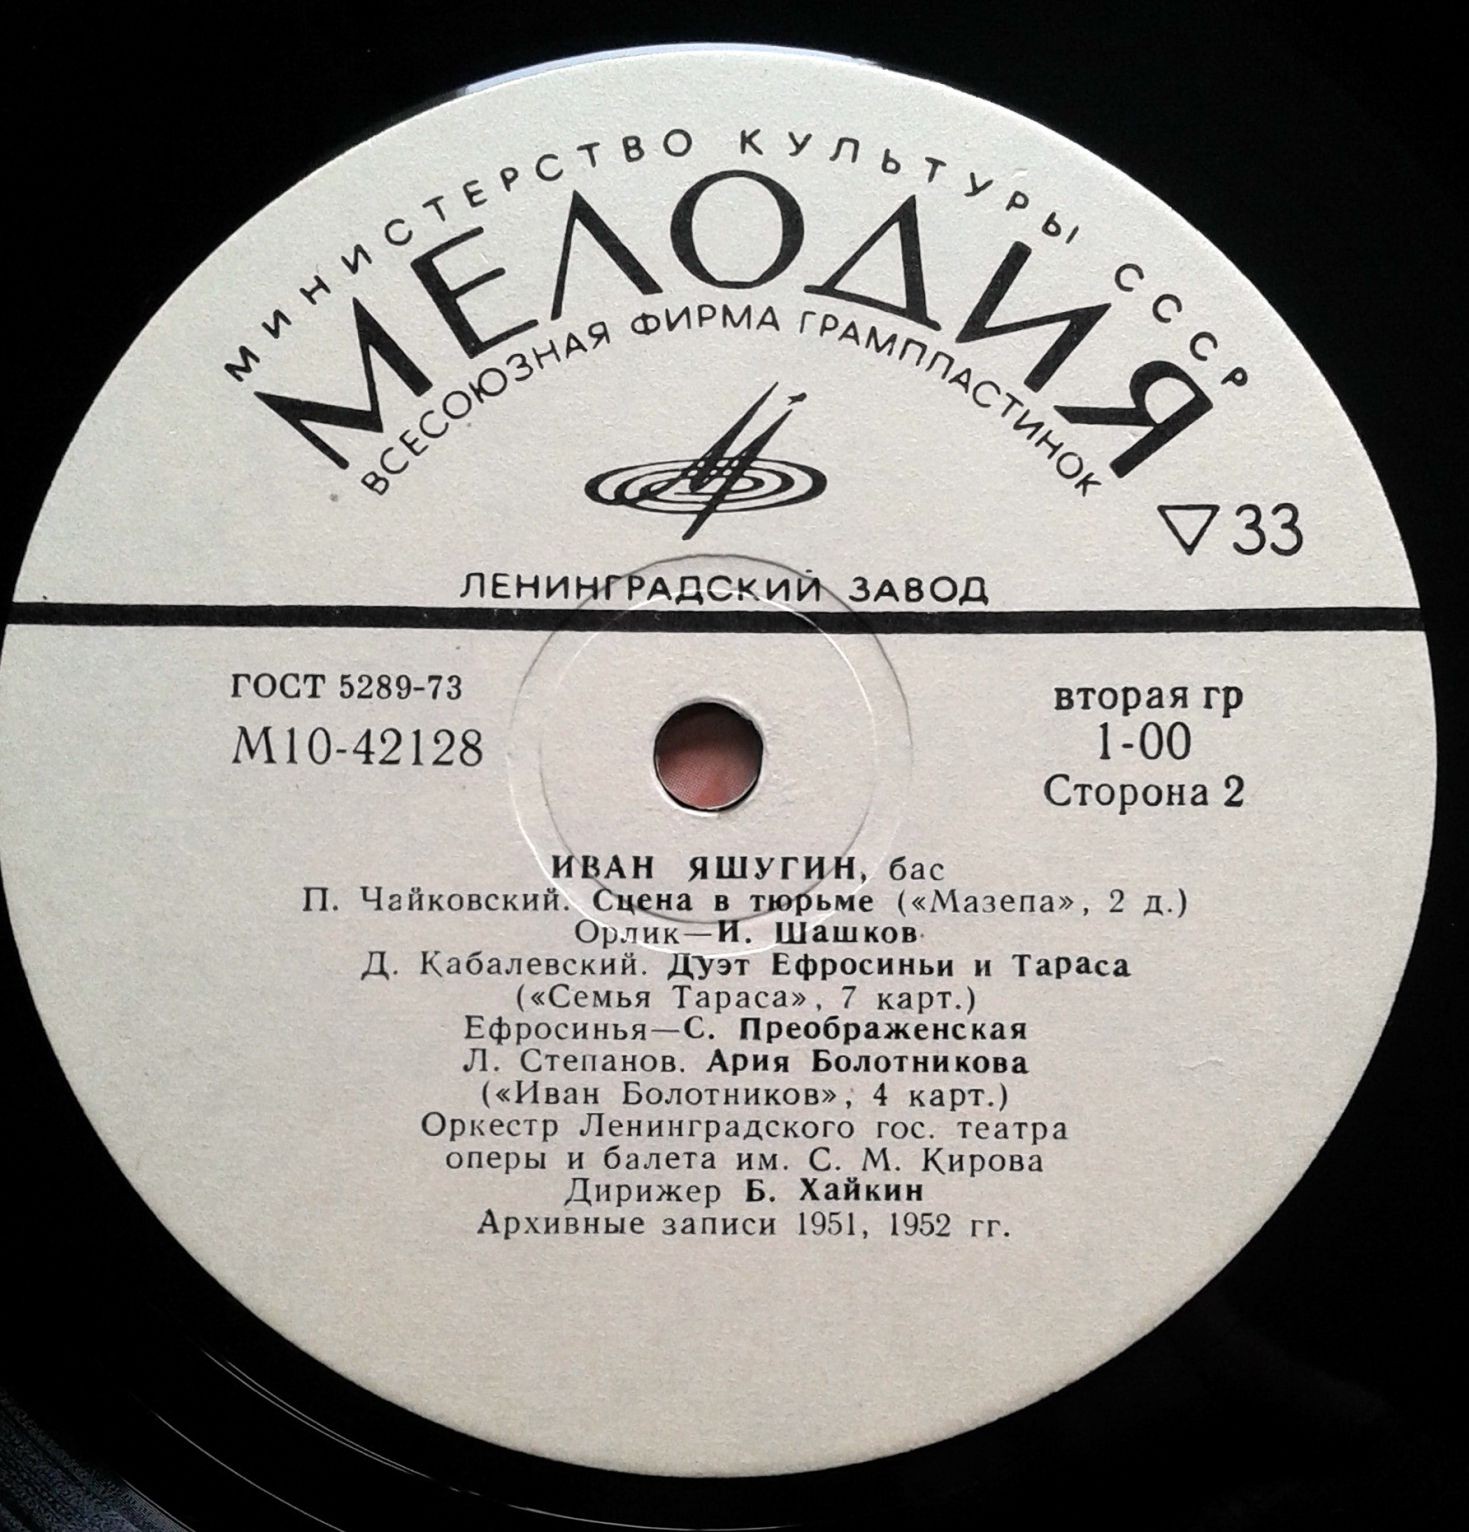 МИНИСТЕРСТВО КУЛЬТУРЫ СССР
МЕЛОДИЯ
ВСЕСОЮЗНАЯ ФИРМА ГРАМПЛАСТИНОК
33
ЛЕНИНГРАДСКИЙ ЗАВОД
ГОСТ 5289-73
М10-42128
вторая гр
1-00
Сторона 2
ИВАН ЯШУГИН, бас
П. Чайковский. Сцена в тюрьме («Мазепа», 2 д.)
Орлик—И. Шашков
Д. Кабалевский. Дуэт Ефросиньи и Тараса
(«Семья Тараса», 7 карт.)
Ефросинья—С. Преображенская
Л. Степанов. Ария Болотникова
(«Иван Болотников», 4 карт.)
Оркестр Ленинградского гос. театра
оперы и балета им. С. М. Кирова
Дирижер Б. Хайкин
Архивные записи 1951, 1952 гг.